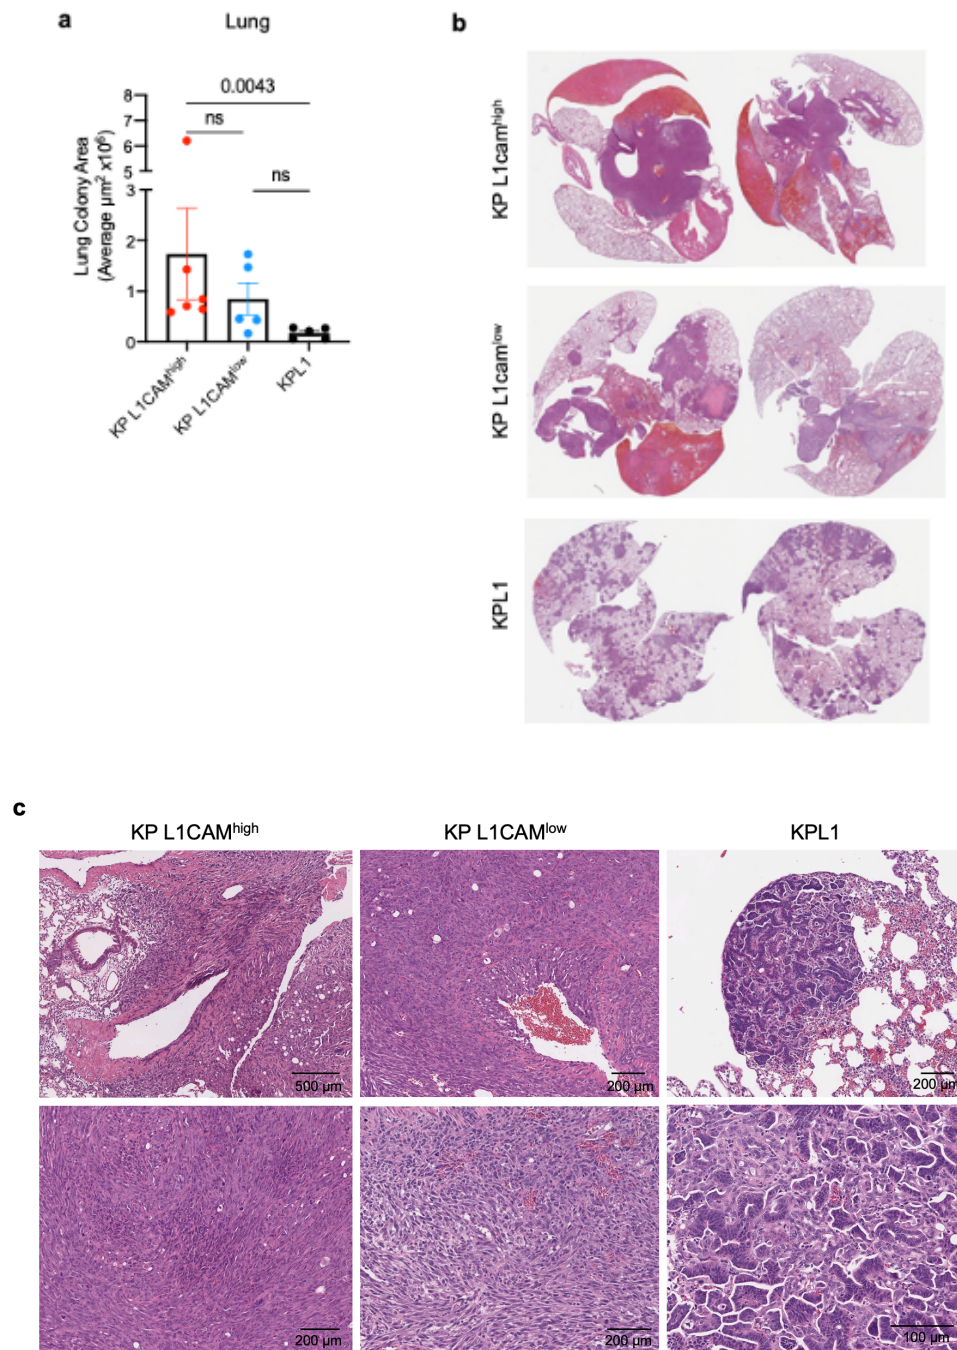 a
Lung
b
0.0043
ns
ns
8
7
6
5
3
2
1
0
Lung Colony Area
(Average µm² x10⁶)
KP L1CAMʰⁱᵍʰ
KP L1CAMˡᵒʷ
KPL1
KP L1camʰⁱᵍʰ
KP L1camˡᵒʷ
KPL1
c
KP L1CAMʰⁱᵍʰ
KP L1CAMˡᵒʷ
KPL1
500 µm
200 µm
200 µm
200 µm
200 µm
100 µm